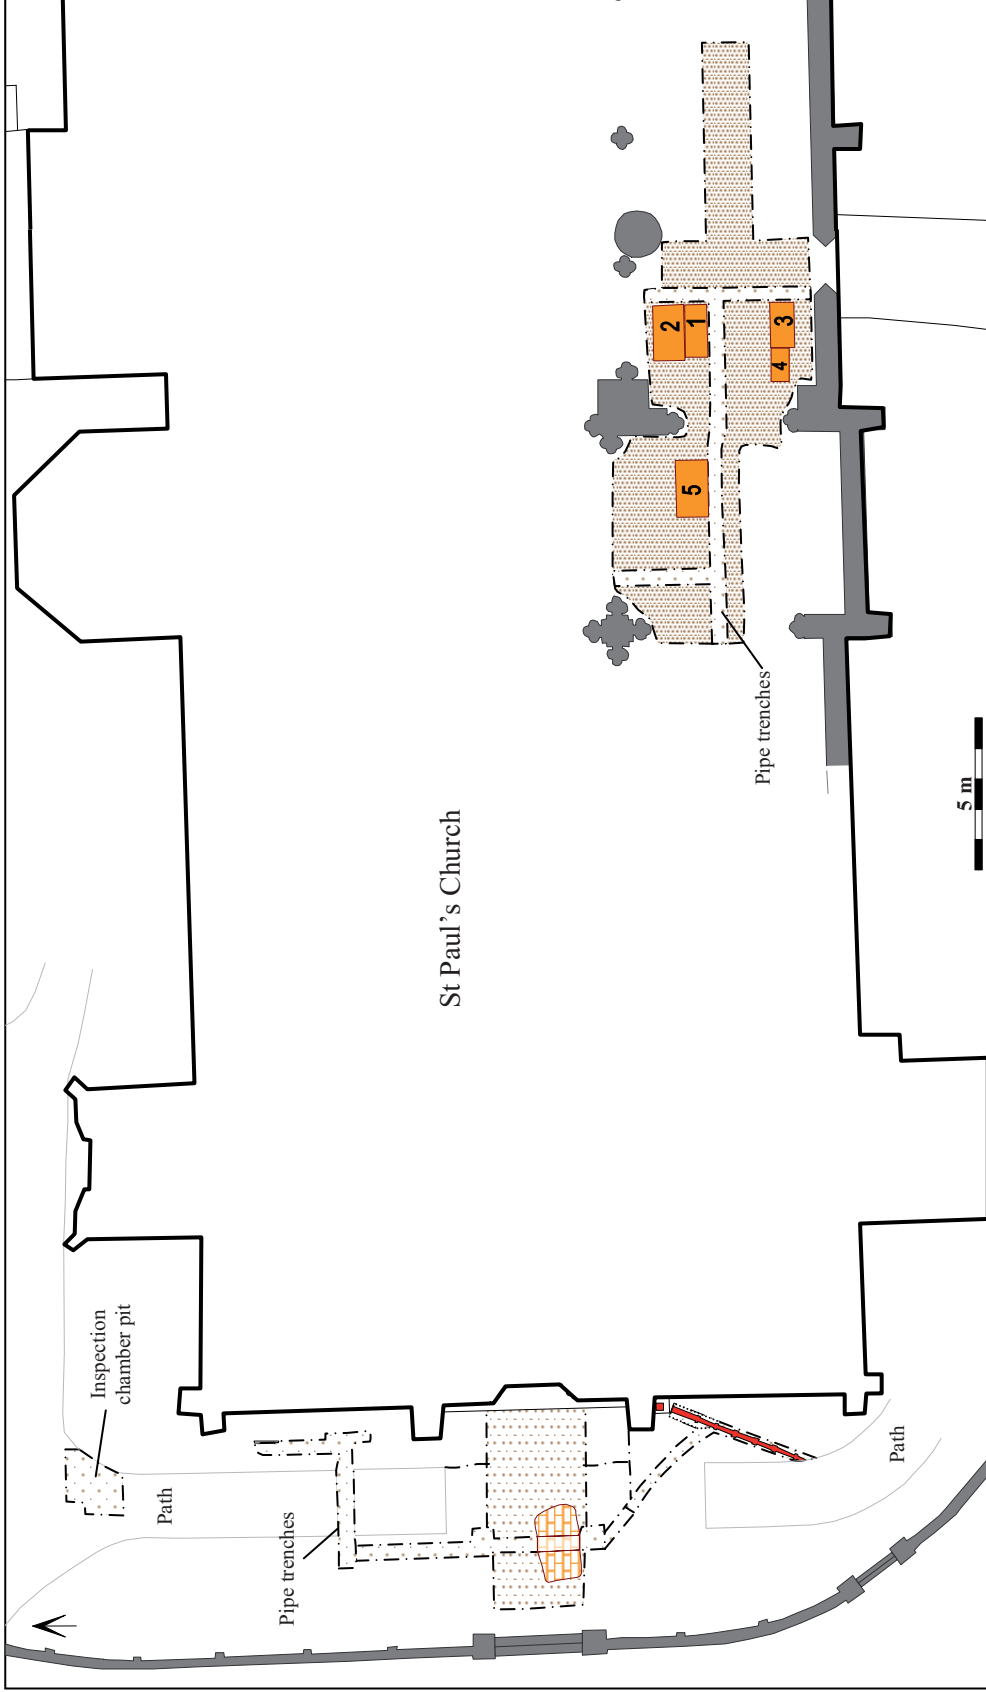 2
1
3
4
5
Pipe trenches
5 m
St Paul’s Church
Inspection
chamber pit
Path
Pipe trenches
Path